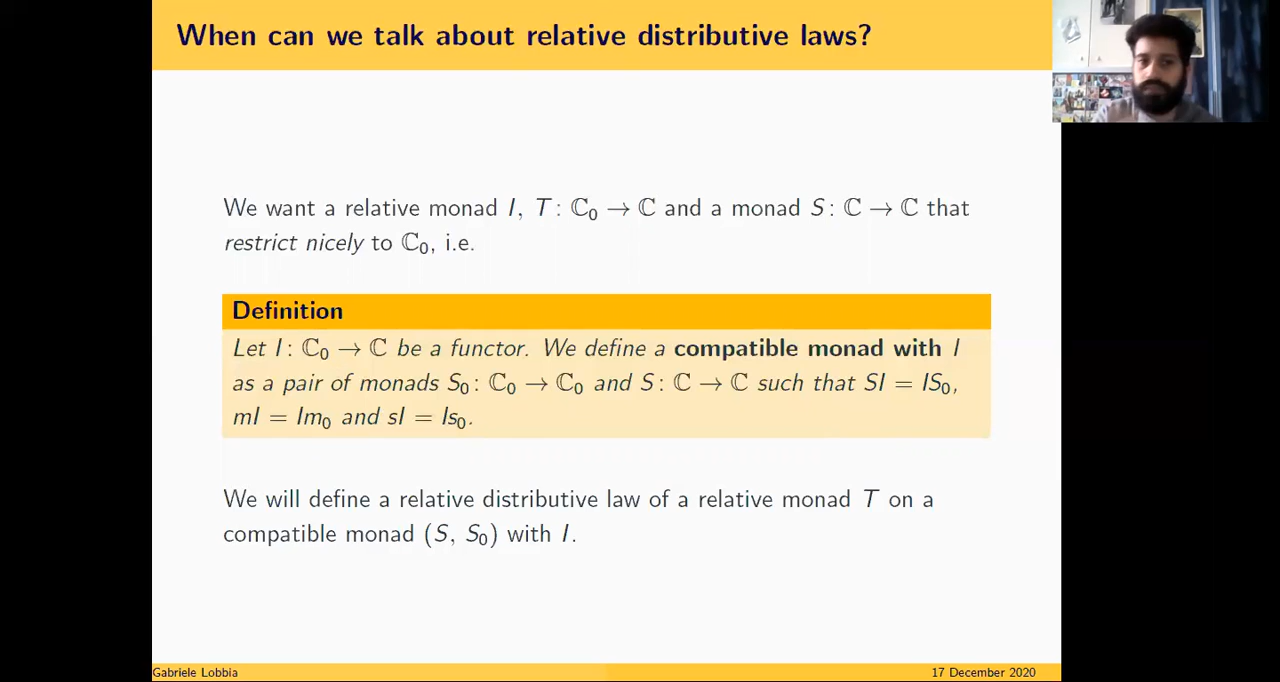 When can we talk about relative distributive laws?
We want a relative monad I, T: ℂ₀ → ℂ and a monad S: ℂ → ℂ that
restrict nicely to ℂ₀, i.e.
Definition
Let I: ℂ₀ → ℂ be a functor. We define a compatible monad with I
as a pair of monads S₀: ℂ₀ → ℂ₀ and S: ℂ → ℂ such that SI = IS₀,
mI = Im₀ and sI = Is₀.
We will define a relative distributive law of a relative monad T on a
compatible monad (S, S₀) with I.
Gabriele Lobbia
17 December 2020